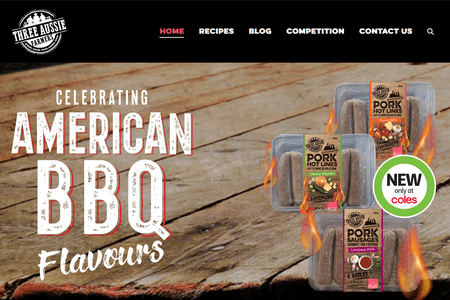 THREE AUSSIE
FARMERS
HOME
RECIPES
BLOG
COMPETITION
CONTACT US
CELEBRATING
AMERICAN
BBQ
Flavours
PORK
HOT LINKS
PORK
HOT LINKS
PORK
SAUSAGES
MILD
NEW
only at
coles